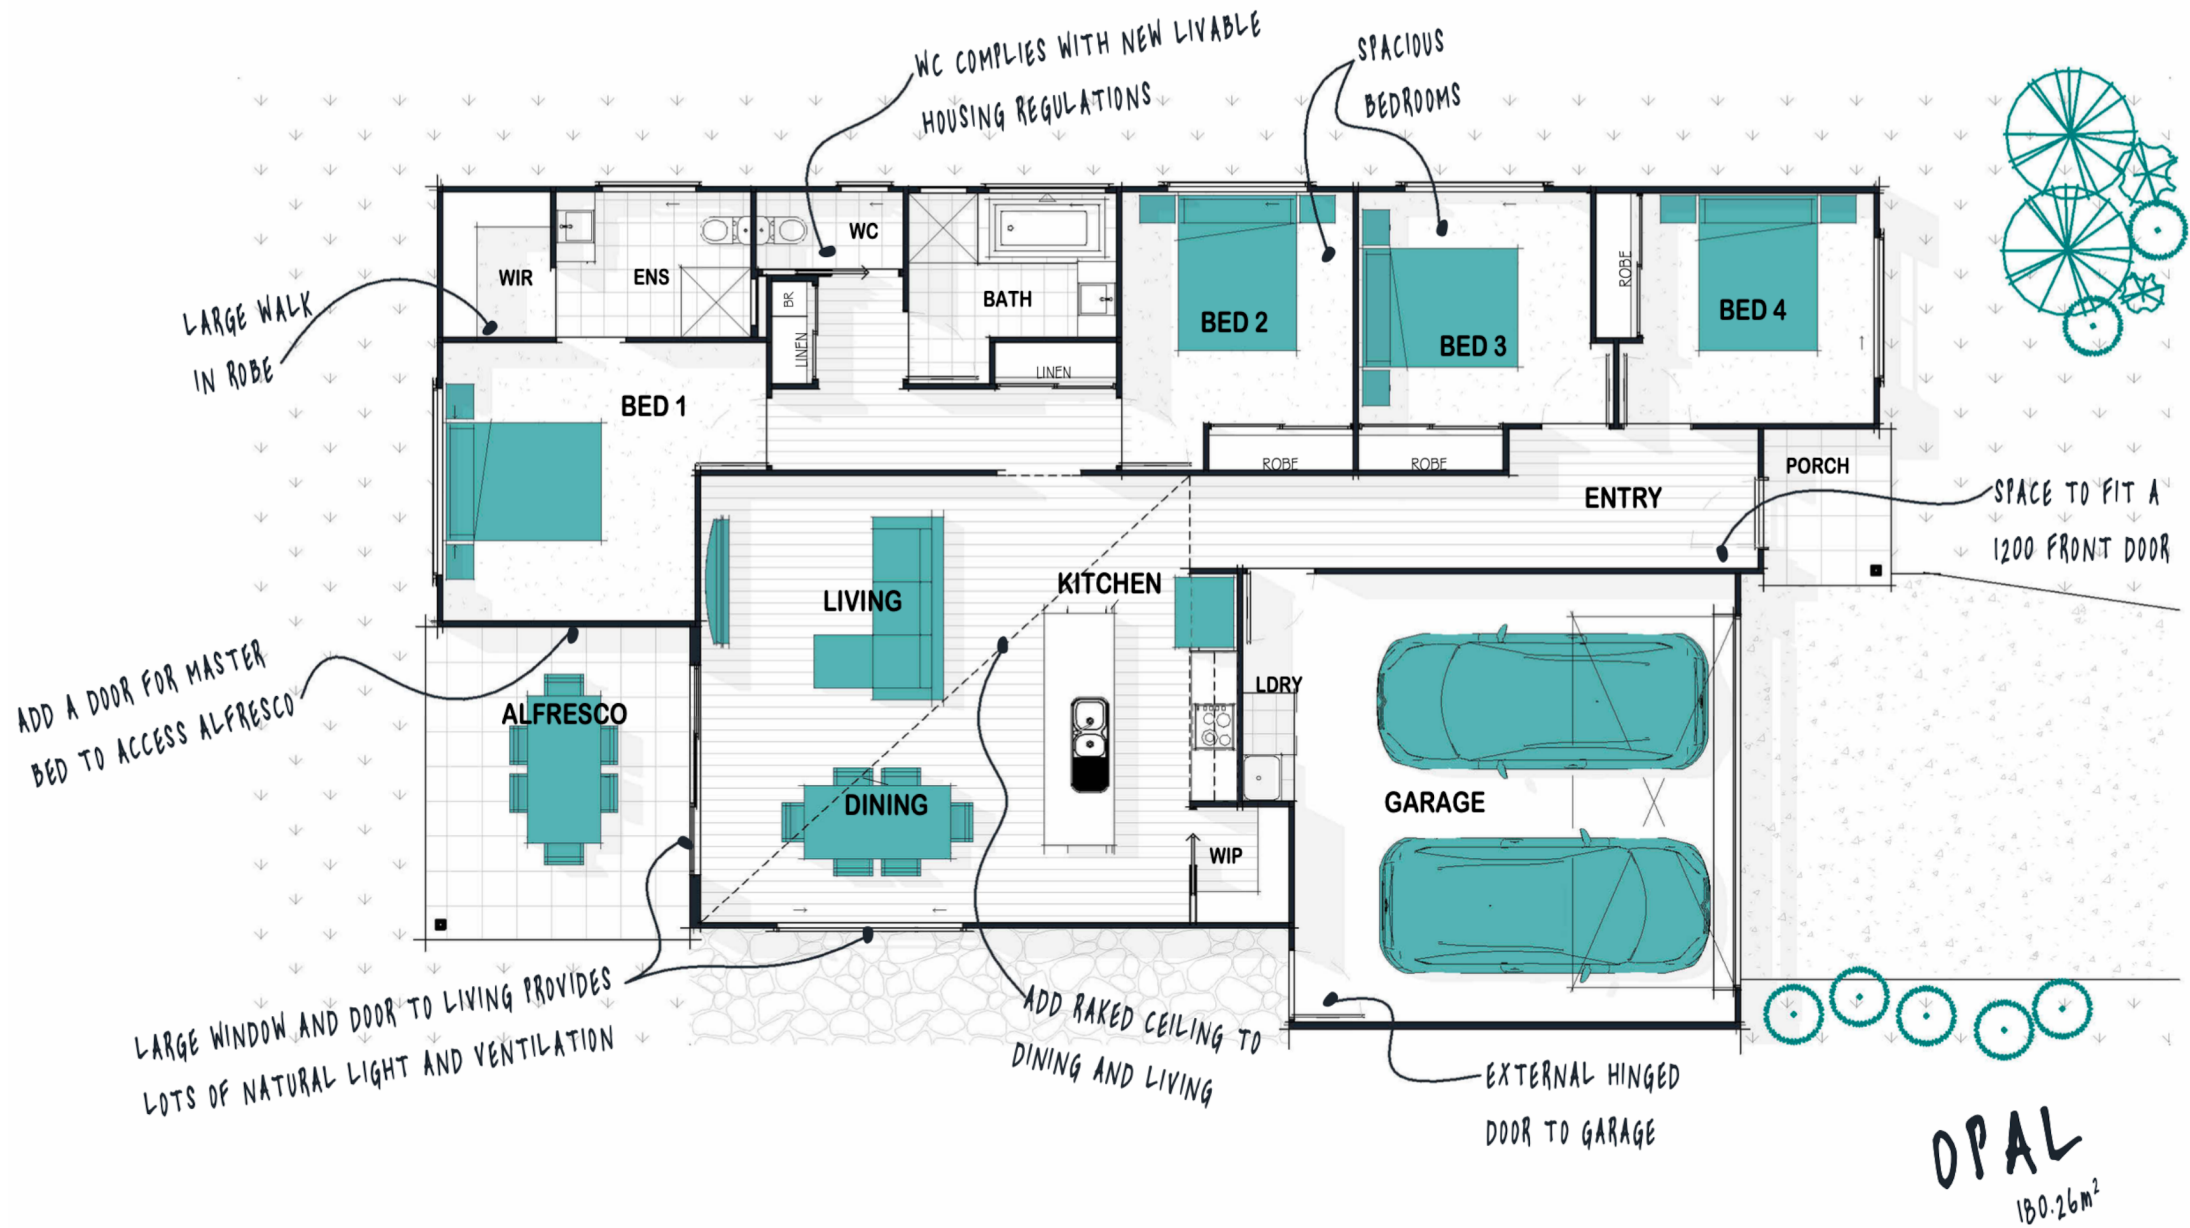 WC COMPLIES WITH NEW LIVABLE
HOUSING REGULATIONS
SPACIOUS
BEDROOMS
LARGE WALK
IN ROBE
WIR
ENS
WC
BR
LINEN
BATH
LINEN
BED 1
BED 2
BED 3
ROBE
BED 4
ROBE
ROBE
PORCH
ENTRY
SPACE TO FIT A
1200 FRONT DOOR
LIVING
KITCHEN
LDRY
ADD A DOOR FOR MASTER
BED TO ACCESS ALFRESCO
ALFRESCO
DINING
GARAGE
WIP
LARGE WINDOW AND DOOR TO LIVING PROVIDES
LOTS OF NATURAL LIGHT AND VENTILATION
ADD RAKED CEILING TO
DINING AND LIVING
EXTERNAL HINGED
DOOR TO GARAGE
OPAL
180.26m²